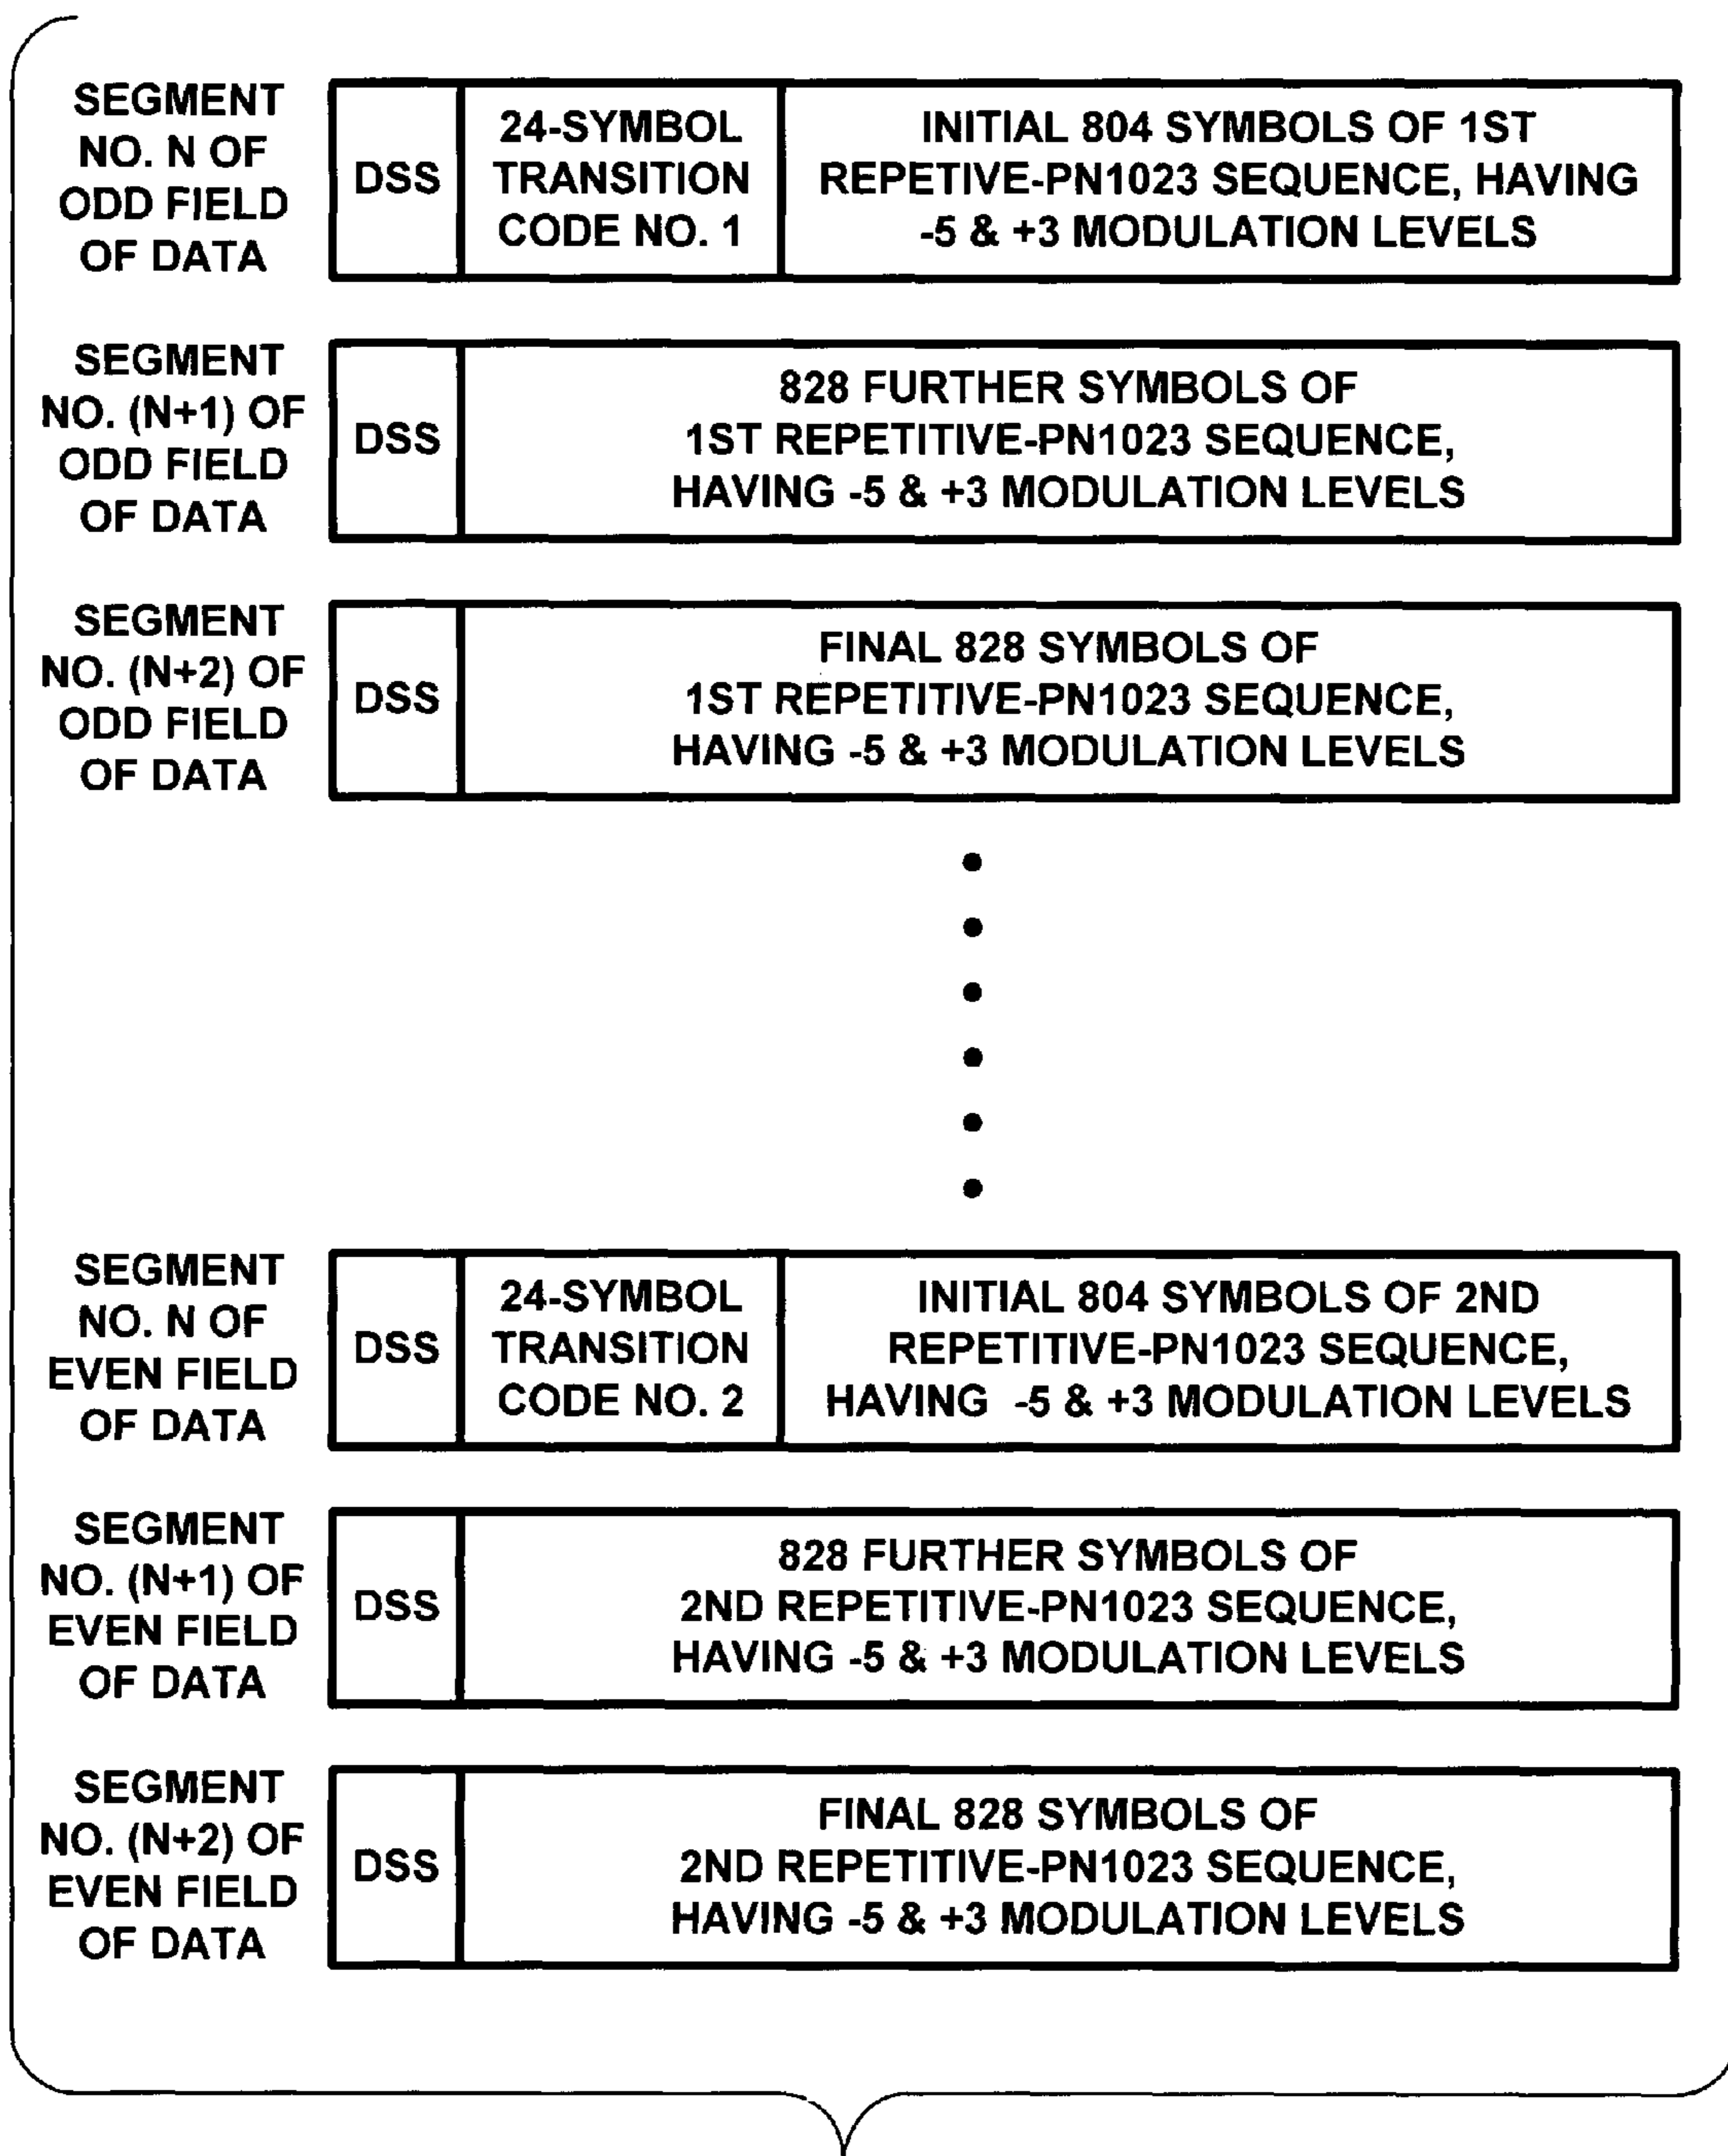 SEGMENT
NO. N OF
ODD FIELD
OF DATA
DSS
24-SYMBOL
TRANSITION
CODE NO. 1
INITIAL 804 SYMBOLS OF 1ST
REPETIVE-PN1023 SEQUENCE, HAVING
-5 & +3 MODULATION LEVELS
SEGMENT
NO. (N+1) OF
ODD FIELD
OF DATA
DSS
828 FURTHER SYMBOLS OF
1ST REPETITIVE-PN1023 SEQUENCE,
HAVING -5 & +3 MODULATION LEVELS
SEGMENT
NO. (N+2) OF
ODD FIELD
OF DATA
DSS
FINAL 828 SYMBOLS OF
1ST REPETITIVE-PN1023 SEQUENCE,
HAVING -5 & +3 MODULATION LEVELS
SEGMENT
NO. N OF
EVEN FIELD
OF DATA
DSS
24-SYMBOL
TRANSITION
CODE NO. 2
INITIAL 804 SYMBOLS OF 2ND
REPETITIVE-PN1023 SEQUENCE,
HAVING -5 & +3 MODULATION LEVELS
SEGMENT
NO. (N+1) OF
EVEN FIELD
OF DATA
DSS
828 FURTHER SYMBOLS OF
2ND REPETITIVE-PN1023 SEQUENCE,
HAVING -5 & +3 MODULATION LEVELS
SEGMENT
NO. (N+2) OF
EVEN FIELD
OF DATA
DSS
FINAL 828 SYMBOLS OF
2ND REPETITIVE-PN1023 SEQUENCE,
HAVING -5 & +3 MODULATION LEVELS